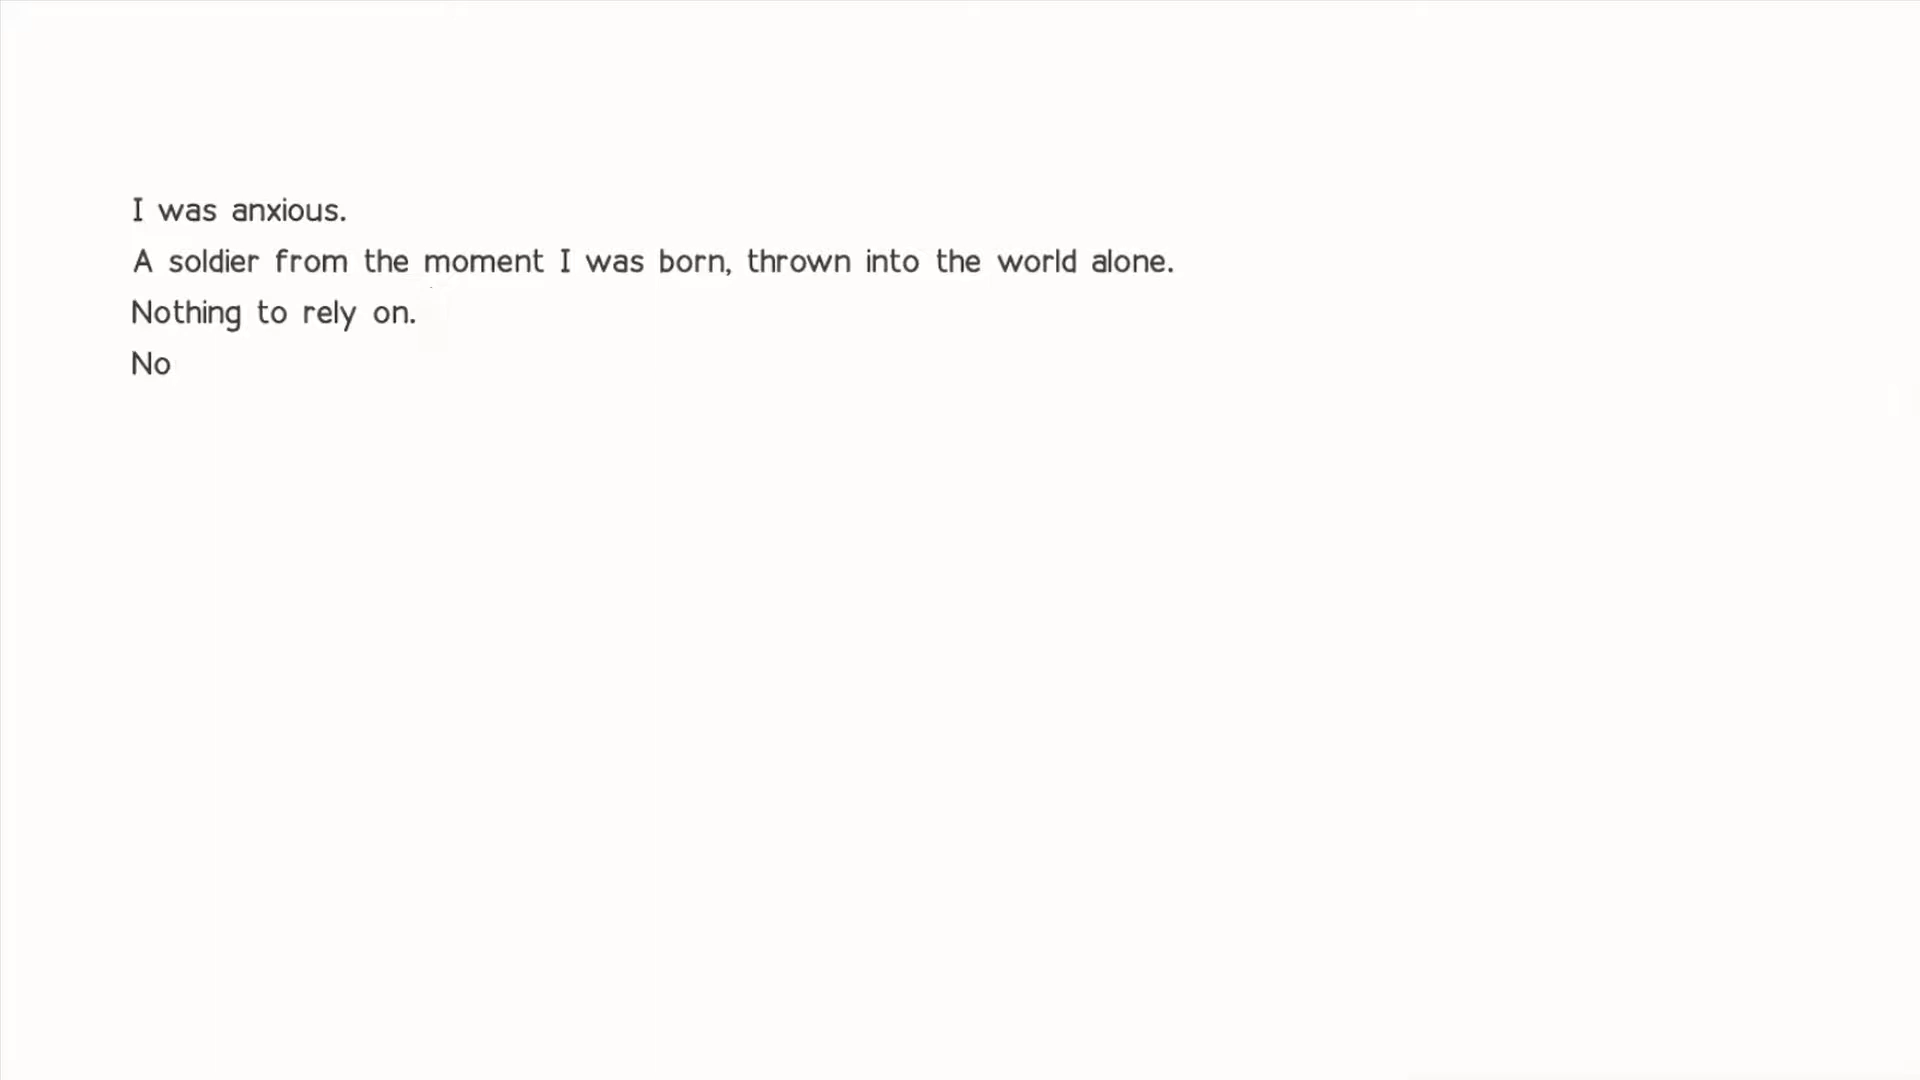 I was anxious.
A soldier from the moment I was born, thrown into the world alone.
Nothing to rely on.
No